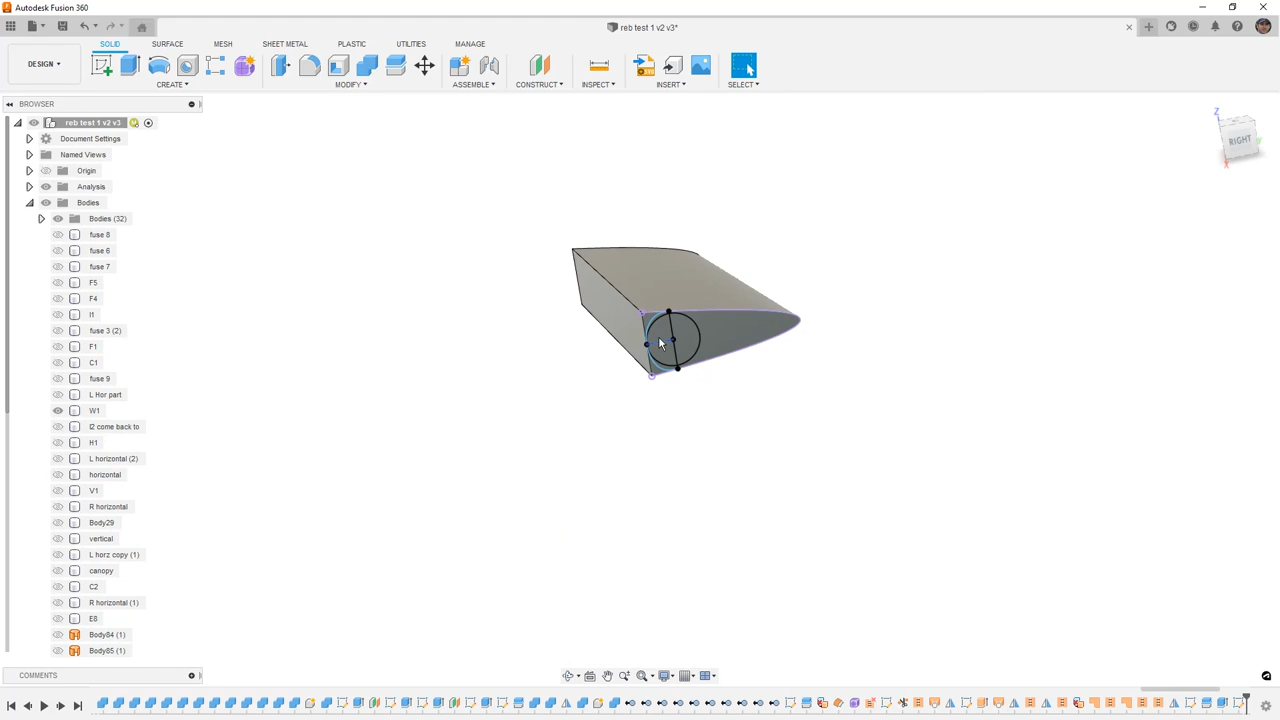 Autodesk Fusion 360
reb test 1 v2 v3*
SOLID SURFACE MESH SHEET METAL PLASTIC UTILITIES MANAGE
DESIGN
CREATE MODIFY ASSEMBLE CONSTRUCT INSPECT INSERT SELECT
BROWSER
reb test 1 v2 v3
Document Settings
Named Views
Origin
Analysis
Bodies
Bodies (32)
fuse 8
fuse 6
fuse 7
F5
F4
I1
fuse 3 (2)
F1
C1
fuse 9
L Hor part
W1
I2 come back to
H1
L horizontal (2)
horizontal
V1
R horizontal
Body29
vertical
L horz copy (1)
canopy
C2
R horizontal (1)
E8
Body84 (1)
Body85 (1)
Z
RIGHT
Y
X
COMMENTS